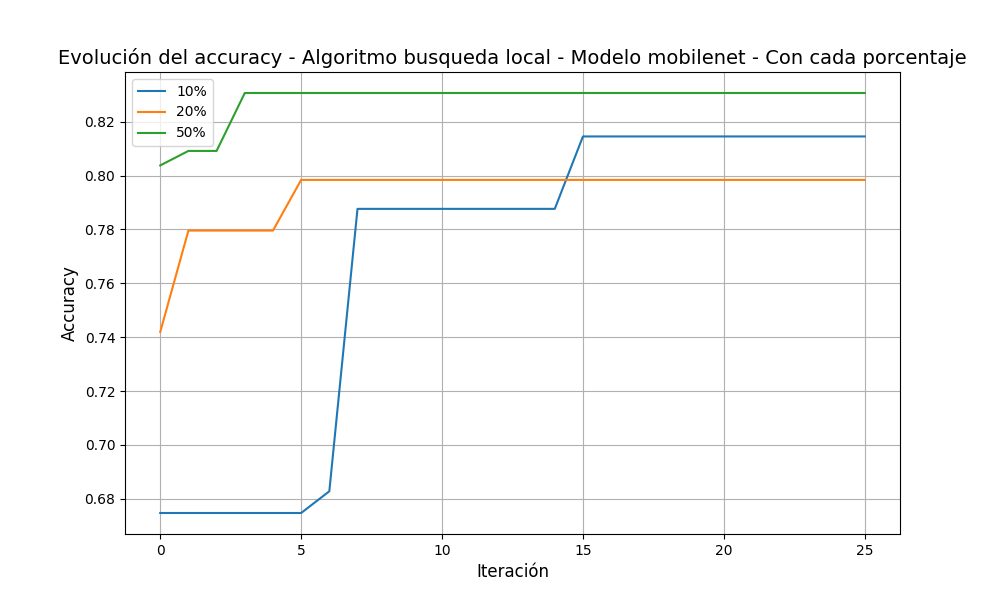 Evolución del accuracy - Algoritmo busqueda local - Modelo mobilenet - Con cada porcentaje
10%
20%
50%
0.82
0.80
0.78
0.76
0.74
0.72
0.70
0.68
Accuracy
0 5 10 15 20 25
Iteración